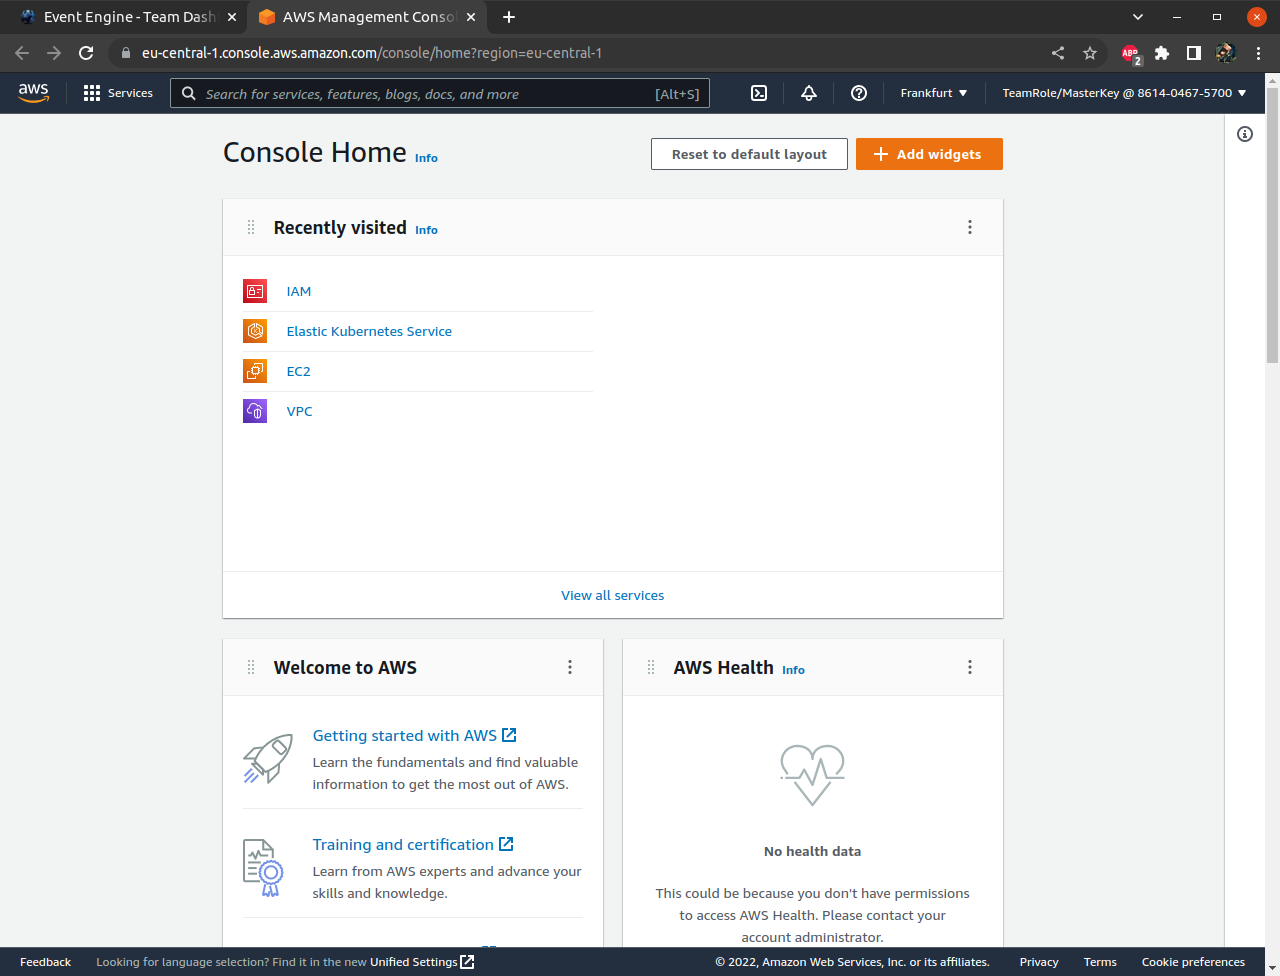 Event Engine - Team Dash
AWS Management Conso
eu-central-1.console.aws.amazon.com/console/home?region=eu-central-1
ABP
2
aws
Services
Search for services, features, blogs, docs, and more
[Alt+S]
Frankfurt
TeamRole/MasterKey @ 8614-0467-5700
Console Home Info
Reset to default layout
Add widgets
Recently visited Info
IAM
Elastic Kubernetes Service
EC2
VPC
View all services
Welcome to AWS
Getting started with AWS
Learn the fundamentals and find valuable
information to get the most out of AWS.
Training and certification
Learn from AWS experts and advance your
skills and knowledge.
AWS Health Info
No health data
This could be because you don't have permissions
to access AWS Health. Please contact your
account administrator.
Feedback
Looking for language selection? Find it in the new Unified Settings
© 2022, Amazon Web Services, Inc. or its affiliates.
Privacy
Terms
Cookie preferences